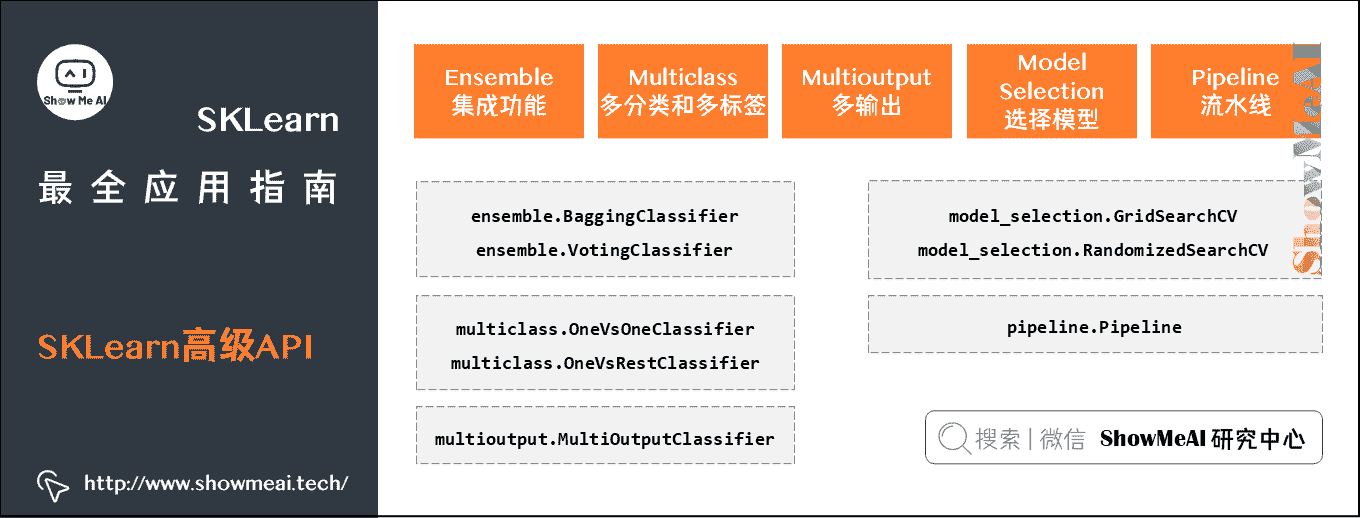 Show Me AI
SKLearn
最全应用指南
SKLearn高级API
http://www.showmeai.tech/
Ensemble
集成功能
Multiclass
多分类和多标签
Multioutput
多输出
Model
Selection
选择模型
Pipeline
流水线
ShowMeAI
ensemble.BaggingClassifier
ensemble.VotingClassifier
multiclass.OneVsOneClassifier
multiclass.OneVsRestClassifier
multioutput.MultiOutputClassifier
model_selection.GridSearchCV
model_selection.RandomizedSearchCV
pipeline.Pipeline
搜索 | 微信 ShowMeAI 研究中心